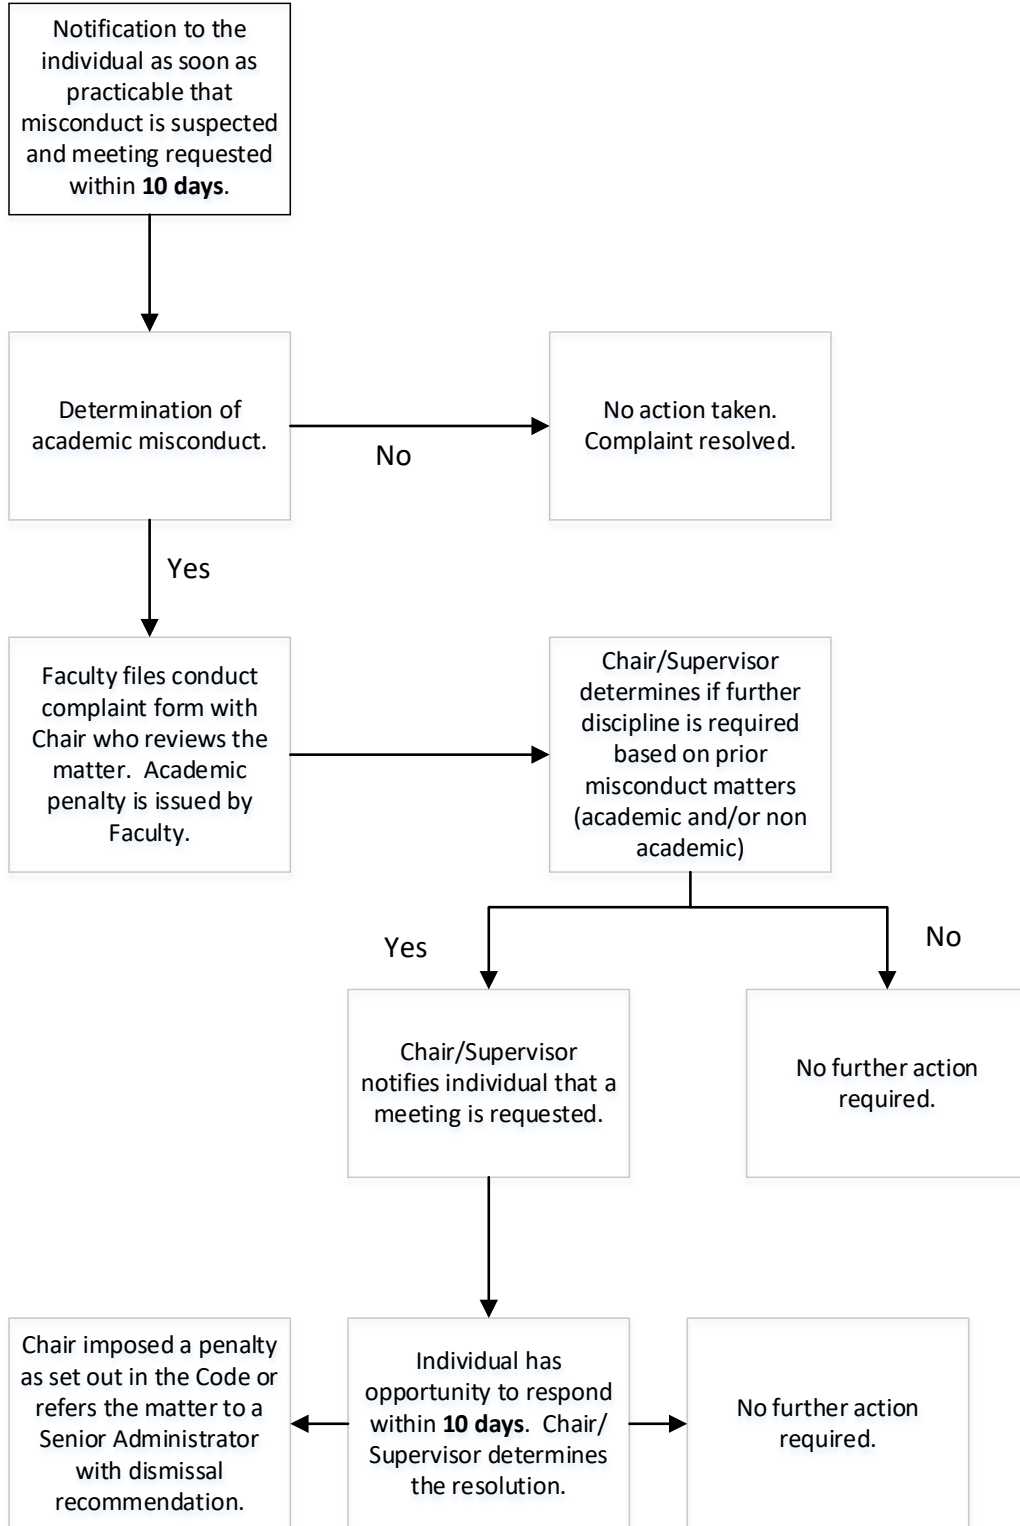 Notification to the
individual as soon as
practicable that
misconduct is suspected
and meeting requested
within 10 days.
Determination of
academic misconduct.
No
No action taken.
Complaint resolved.
Yes
Faculty files conduct
complaint form with
Chair who reviews the
matter.  Academic
penalty is issued by
Faculty.
Chair/Supervisor
determines if further
discipline is required
based on prior
misconduct matters
(academic and/or non
academic)
Yes
No
Chair/Supervisor
notifies individual that a
meeting is requested.
No further action
required.
Chair imposed a penalty
as set out in the Code or
refers the matter to a
Senior Administrator
with dismissal
recommendation.
Individual has
opportunity to respond
within 10 days.  Chair/
Supervisor determines
the resolution.
No further action
required.